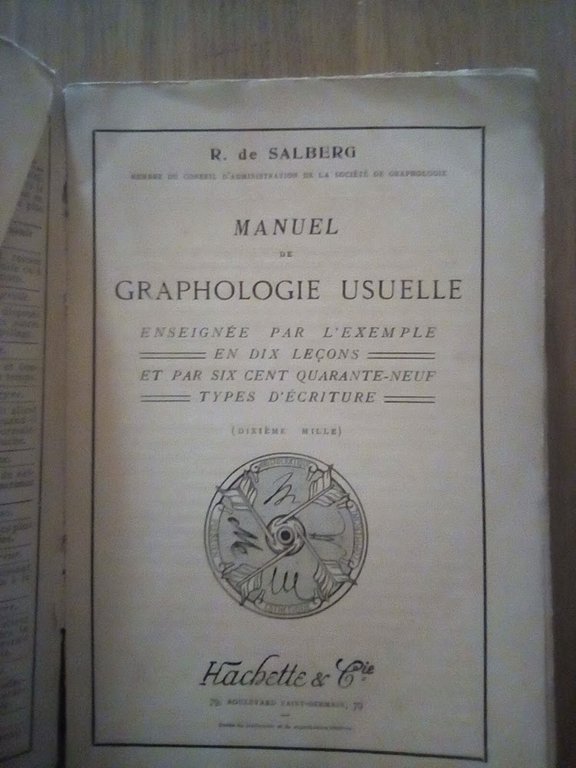 R. de SALBERG
MEMBRE DU CONSEIL D'ADMINISTRATION DE LA SOCIÉTÉ DE GRAPHOLOGIE
MANUEL
DE
GRAPHOLOGIE USUELLE
ENSEIGNÉE PAR L'EXEMPLE
EN DIX LEÇONS
ET PAR SIX CENT QUARANTE-NEUF
TYPES D'ÉCRITURE
(DIXIÈME MILLE)
Hachette & Cie
79, BOULEVARD SAINT-GERMAIN, 79